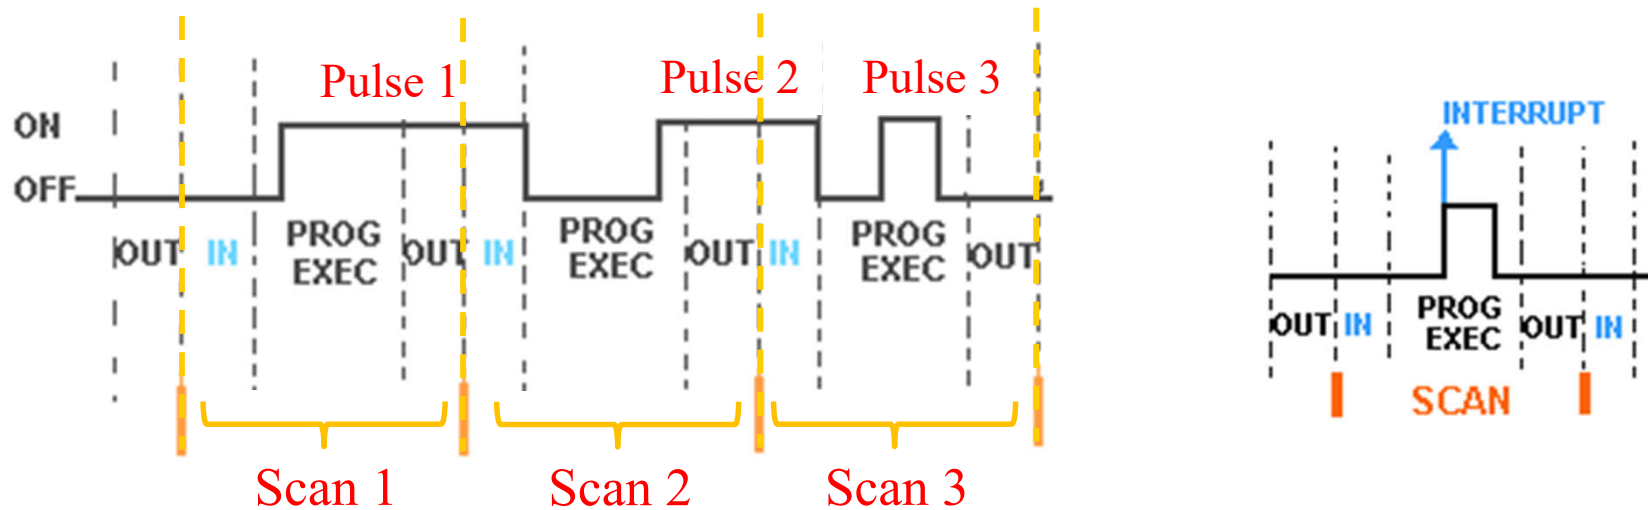 Pulse 1
Pulse 2
Pulse 3
ON
OFF
OUT
IN
PROG
EXEC
OUT
IN
PROG
EXEC
OUT
IN
PROG
EXEC
OUT
Scan 1
Scan 2
Scan 3
INTERRUPT
OUT
IN
PROG
EXEC
OUT
IN
SCAN